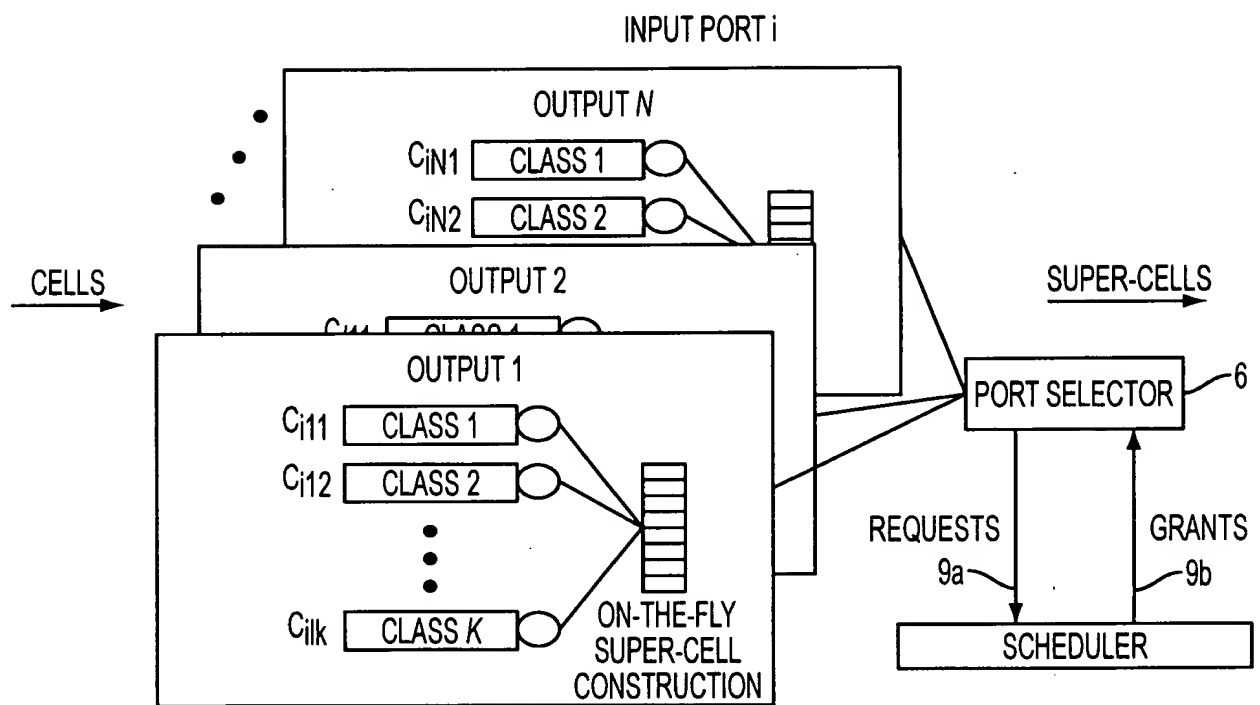 INPUT PORT i
OUTPUT N
CiN1 CLASS 1
CiN2 CLASS 2
CELLS
OUTPUT 2
SUPER-CELLS
OUTPUT 1
PORT SELECTOR
6
Ci11 CLASS 1
Ci12 CLASS 2
REQUESTS
GRANTS
9a
9b
Cilk CLASS K
ON-THE-FLY
SUPER-CELL
CONSTRUCTION
SCHEDULER